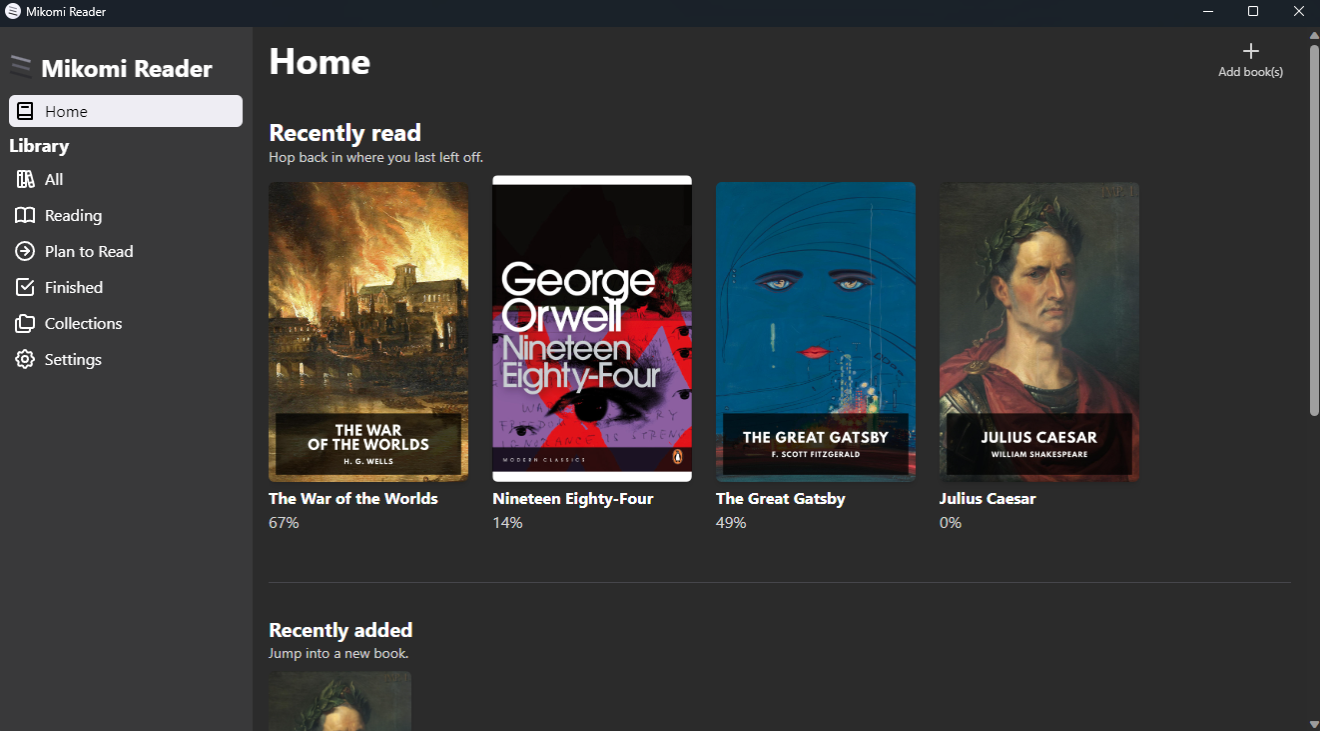 Mikomi Reader
Mikomi Reader
Home
Library
All
Reading
Plan to Read
Finished
Collections
Settings
Home
Add book(s)
Recently read
Hop back in where you last left off.
THE WAR
OF THE WORLDS
H. G. WELLS
The War of the Worlds
67%
George
Orwell
Nineteen
Eighty-Four
MODERN CLASSICS
Nineteen Eighty-Four
14%
THE GREAT GATSBY
F. SCOTT FITZGERALD
The Great Gatsby
49%
JULIUS CAESAR
WILLIAM SHAKESPEARE
Julius Caesar
0%
Recently added
Jump into a new book.